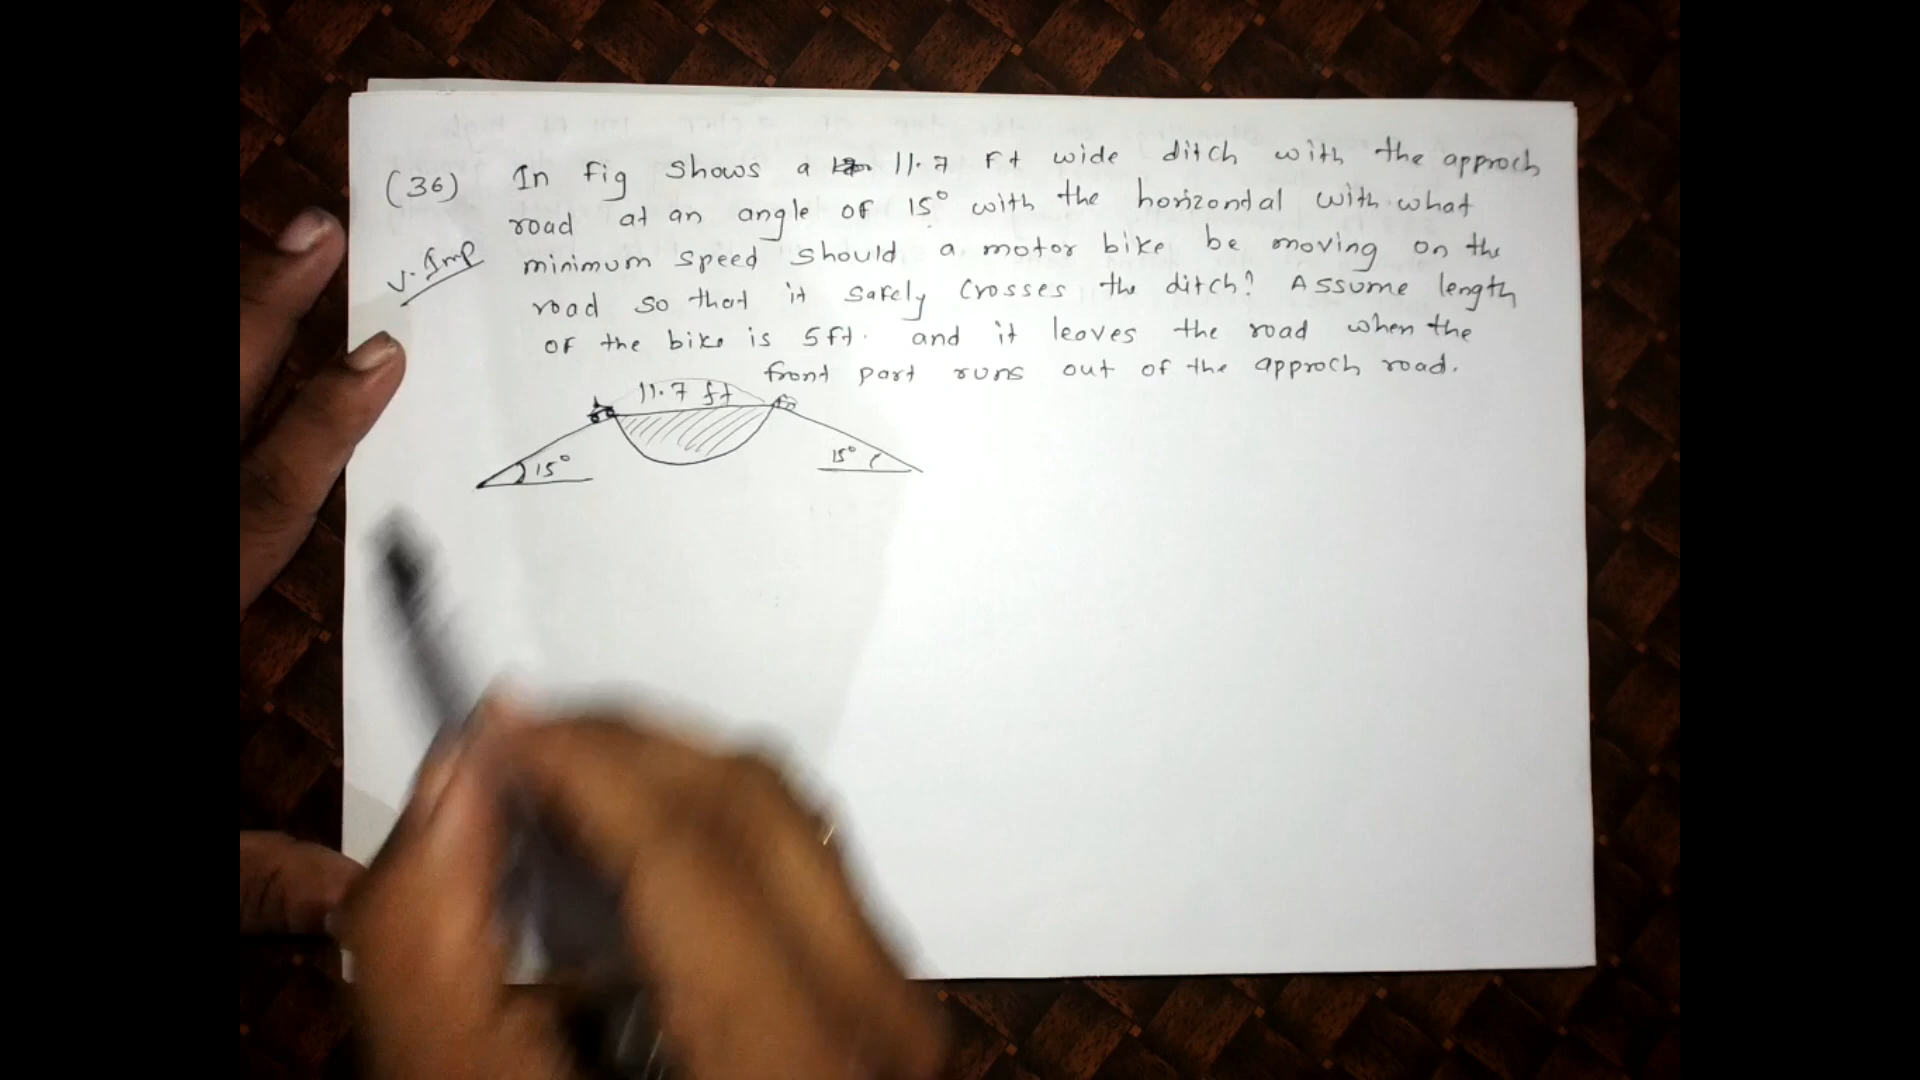 (36) In Fig shows a 11.7 Ft wide ditch with the approch
road at an angle of 15° with the horizontal with what
V. Imp
minimum speed should a motor bike be moving on the
road so that it safely crosses the ditch? Assume length
of the bike is 5ft. and it leaves the road when the
front part runs out of the approch road.
11.7 ft
15°
15°